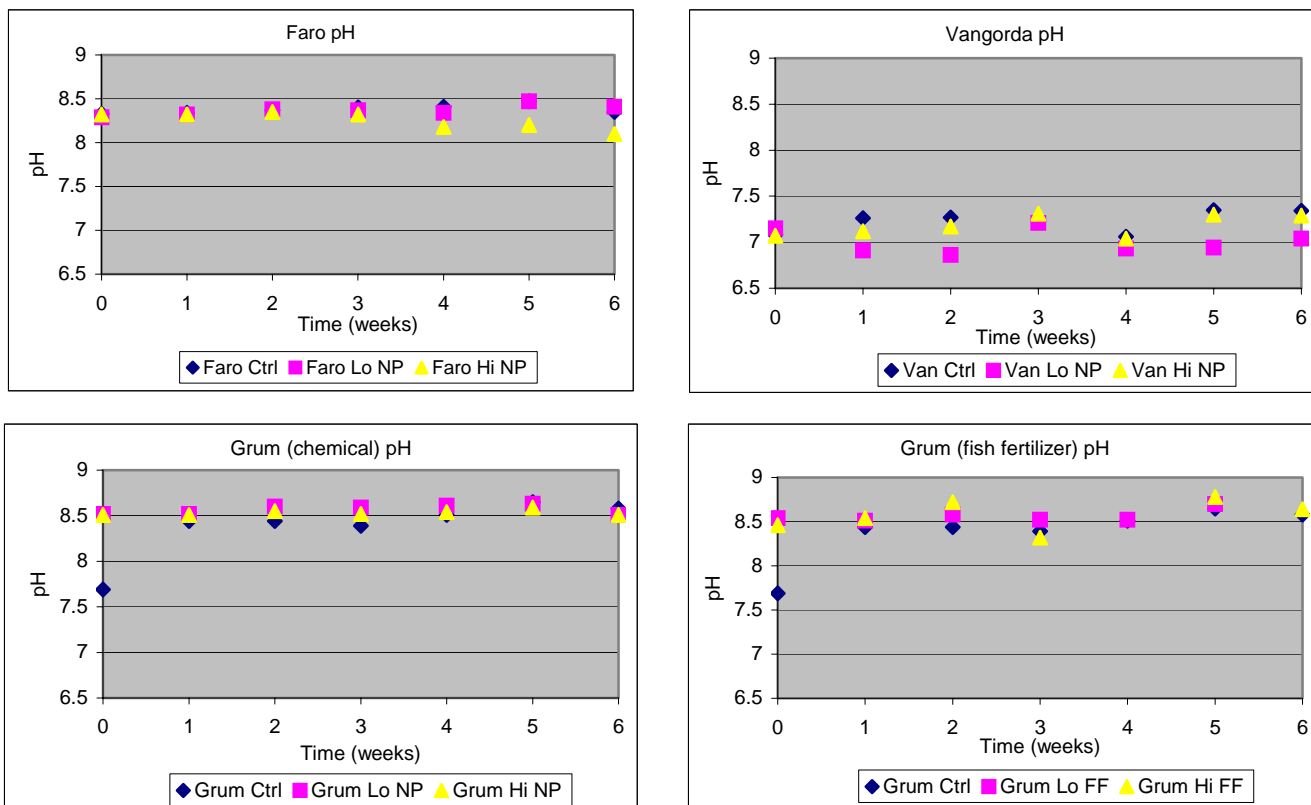 Faro pH
9
8.5
8
7.5
7
6.5
pH
0 1 2 3 4 5 6
Time (weeks)
Faro Ctrl Faro Lo NP Faro Hi NP
Vangorda pH
9
8.5
8
7.5
7
6.5
pH
0 1 2 3 4 5 6
Time (weeks)
Van Ctrl Van Lo NP Van Hi NP
Grum (chemical) pH
9
8.5
8
7.5
7
6.5
pH
0 1 2 3 4 5 6
Time (weeks)
Grum Ctrl Grum Lo NP Grum Hi NP
Grum (fish fertilizer) pH
9
8.5
8
7.5
7
6.5
pH
0 1 2 3 4 5 6
Time (weeks)
Grum Ctrl Grum Lo FF Grum Hi FF